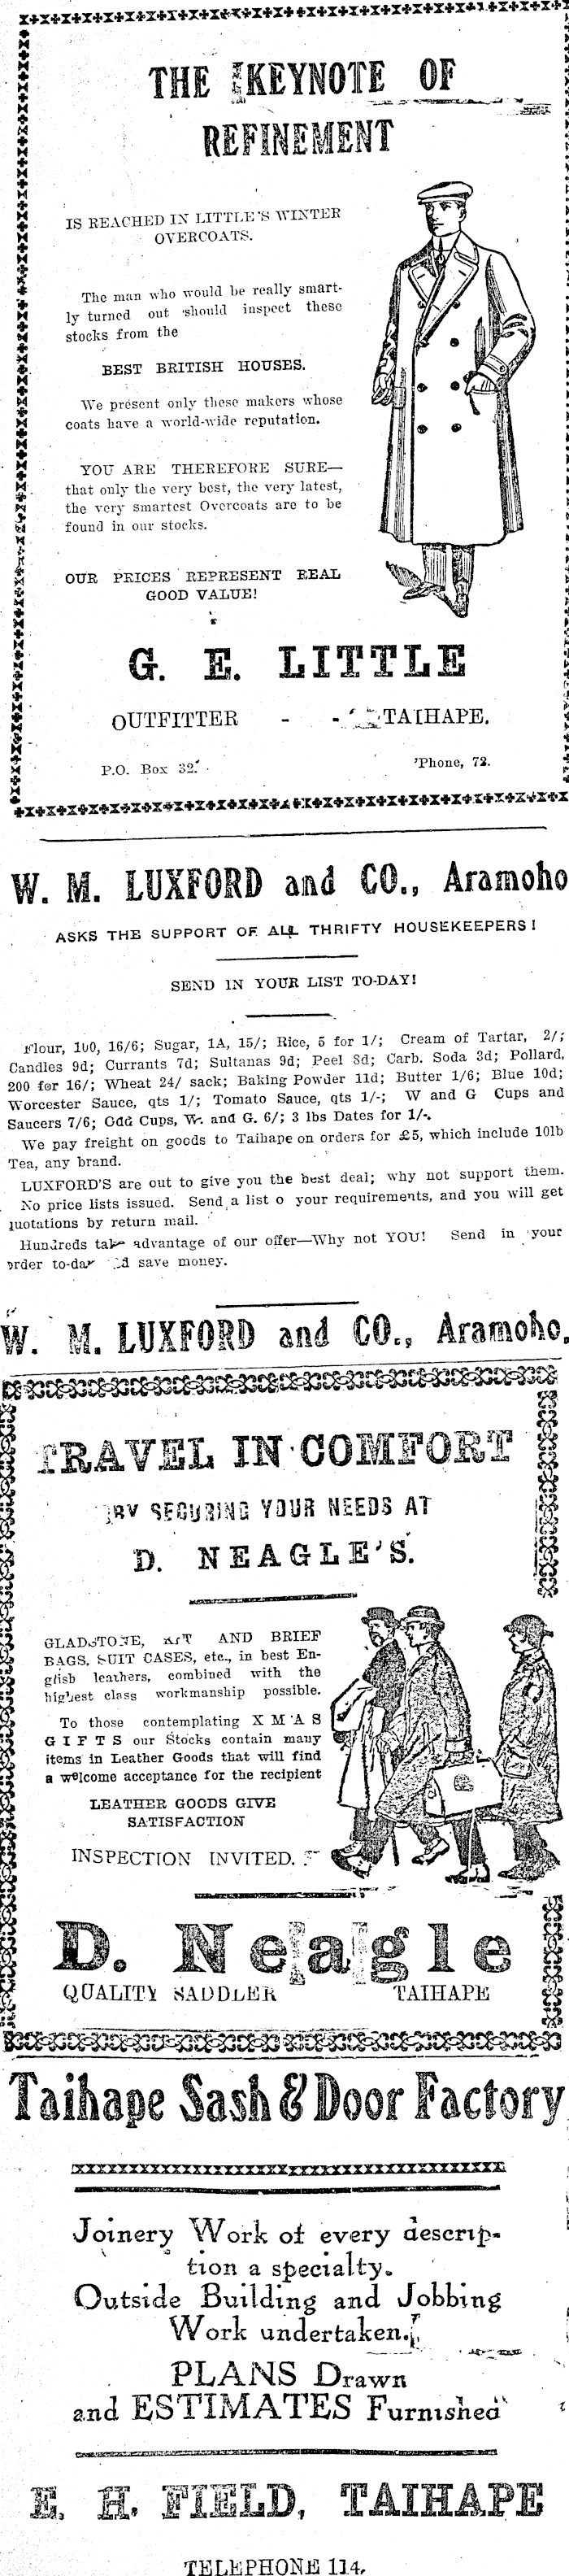 THE KEYNOTE OF
REFINEMENT
IS REACHED IN LITTLE'S WINTER
OVERCOATS.
The man who would be really smart-
ly turned out should inspect these
stocks from the
BEST BRITISH HOUSES.
We present only these makers whose
coats have a world-wide reputation.
YOU ARE THEREFORE SURE—
that only the very best, the very latest,
the very smartest Overcoats are to be
found in our stocks.
OUR PRICES REPRESENT REAL
GOOD VALUE!
G. E. LITTLE
OUTFITTER - - TAIHAPE.
P.O. Box 32. 'Phone, 72.
W. M. LUXFORD and CO., Aramoho
ASKS THE SUPPORT OF ALL THRIFTY HOUSEKEEPERS!
SEND IN YOUR LIST TO-DAY!
Flour, 100, 16/6; Sugar, 1A, 15/; Rice, 5 for 1/; Cream of Tartar, 2/;
Candles 9d; Currants 7d; Sultanas 9d; Peel 8d; Carb. Soda 3d; Pollard,
200 for 16/; Wheat 24/ sack; Baking Powder 11d; Butter 1/6; Blue 10d;
Worcester Sauce, qts 1/; Tomato Sauce, qts 1/-; W and G Cups and
Saucers 7/6; Odd Cups, W. and G. 6/; 3 lbs Dates for 1/-.
We pay freight on goods to Taihape on orders for £5, which include 10lb
Tea, any brand.
LUXFORD'S are out to give you the best deal; why not support them.
No price lists issued. Send a list o your requirements, and you will get
quotations by return mail.
Hundreds take advantage of our offer—Why not YOU! Send in your
order to-day save money.
W. M. LUXFORD and CO., Aramoho.
TRAVEL IN COMFORT
BY SECURING YOUR NEEDS AT
D. NEAGLE'S.
GLADSTONE, KIT AND BRIEF
BAGS, SUIT CASES, etc., in best En-
glish leathers, combined with the
highest class workmanship possible.
To those contemplating XMAS
GIFTS our Stocks contain many
items in Leather Goods that will find
a welcome acceptance for the recipient
LEATHER GOODS GIVE
SATISFACTION
INSPECTION INVITED.
D. Neagle
QUALITY SADDLER TAIHAPE
Taihape Sash & Door Factory
Joinery Work of every descrip-
tion a specialty.
Outside Building and Jobbing
Work undertaken.
PLANS Drawn
and ESTIMATES Furnished
E. H. FIELD, TAIHAPE
TELEPHONE 114.